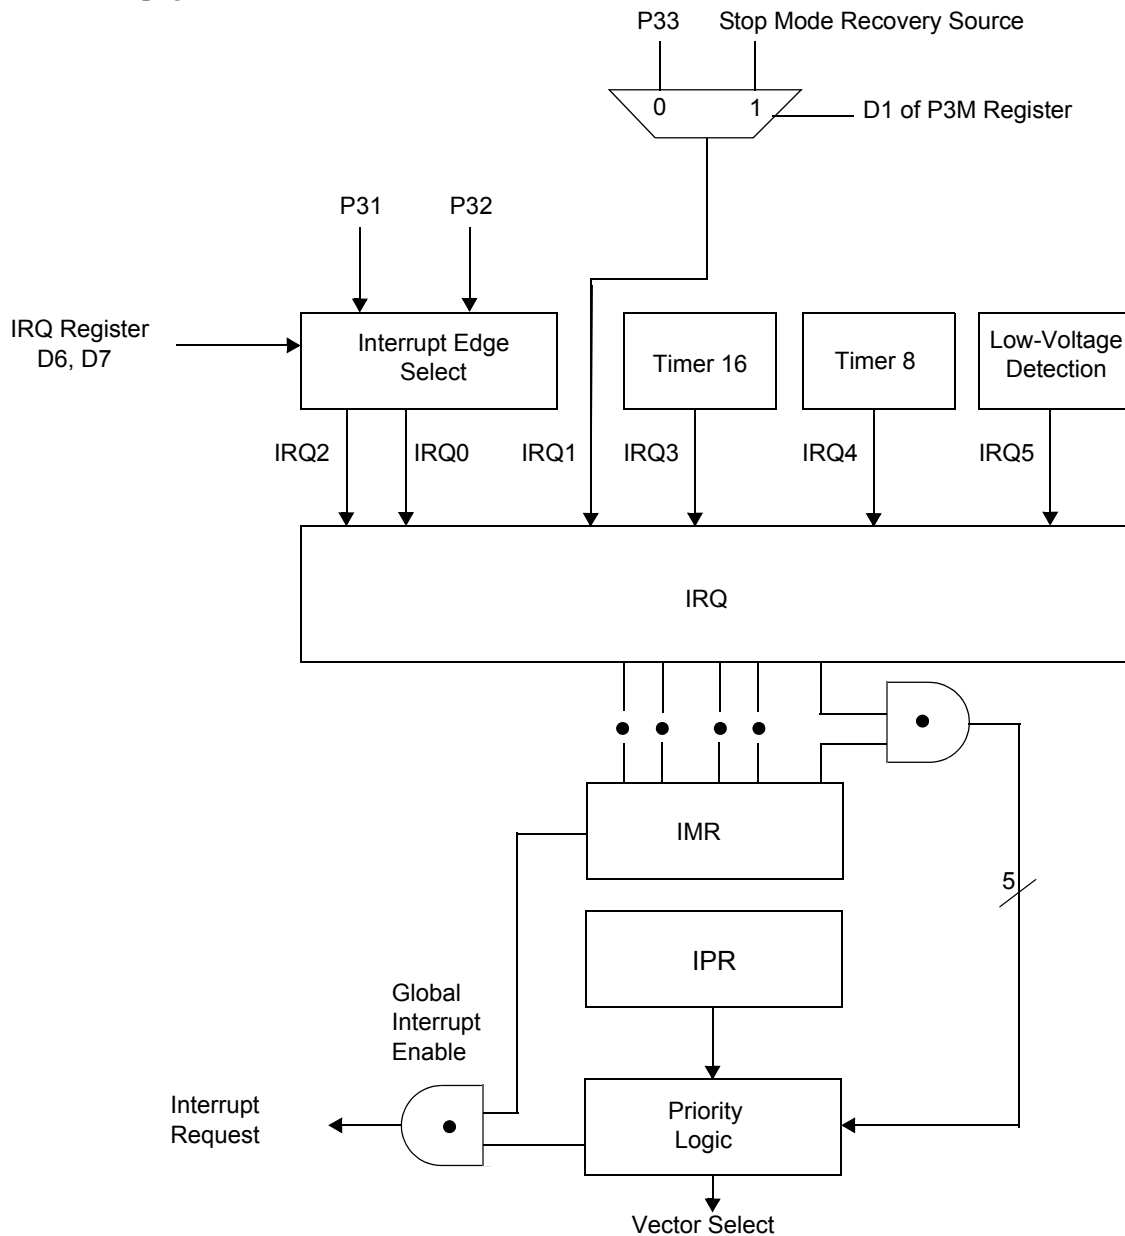 P33 Stop Mode Recovery Source
0 1
D1 of P3M Register
P31 P32
IRQ Register
D6, D7
Interrupt Edge
Select
Timer 16
Timer 8
Low-Voltage
Detection
IRQ2 IRQ0 IRQ1 IRQ3 IRQ4 IRQ5
IRQ
IMR
5
IPR
Global
Interrupt
Enable
Interrupt
Request
Priority
Logic
Vector Select